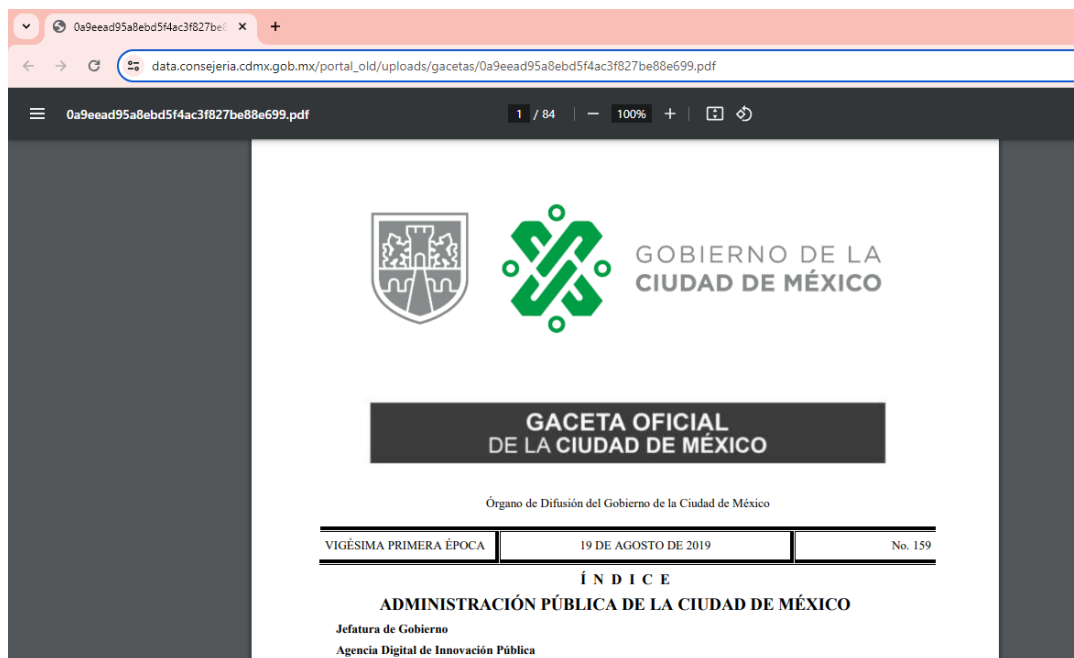 0a9eead95a8ebd5f4ac3f827be8
data.consejeria.cdmx.gob.mx/portal_old/uploads/gacetas/0a9eead95a8ebd5f4ac3f827be88e699.pdf
0a9eead95a8ebd5f4ac3f827be88e699.pdf 1 / 84 100%
GOBIERNO DE LA
CIUDAD DE MÉXICO
GACETA OFICIAL
DE LA CIUDAD DE MÉXICO
Órgano de Difusión del Gobierno de la Ciudad de México
VIGÉSIMA PRIMERA ÉPOCA 19 DE AGOSTO DE 2019 No. 159
Í N D I C E
ADMINISTRACIÓN PÚBLICA DE LA CIUDAD DE MÉXICO
Jefatura de Gobierno
Agencia Digital de Innovación Pública